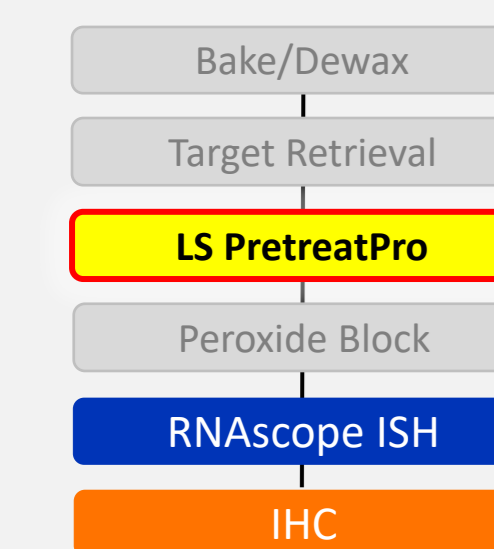 Bake/Dewax
Target Retrieval
LS PretreatPro
Peroxide Block
RNAscope ISH
IHC